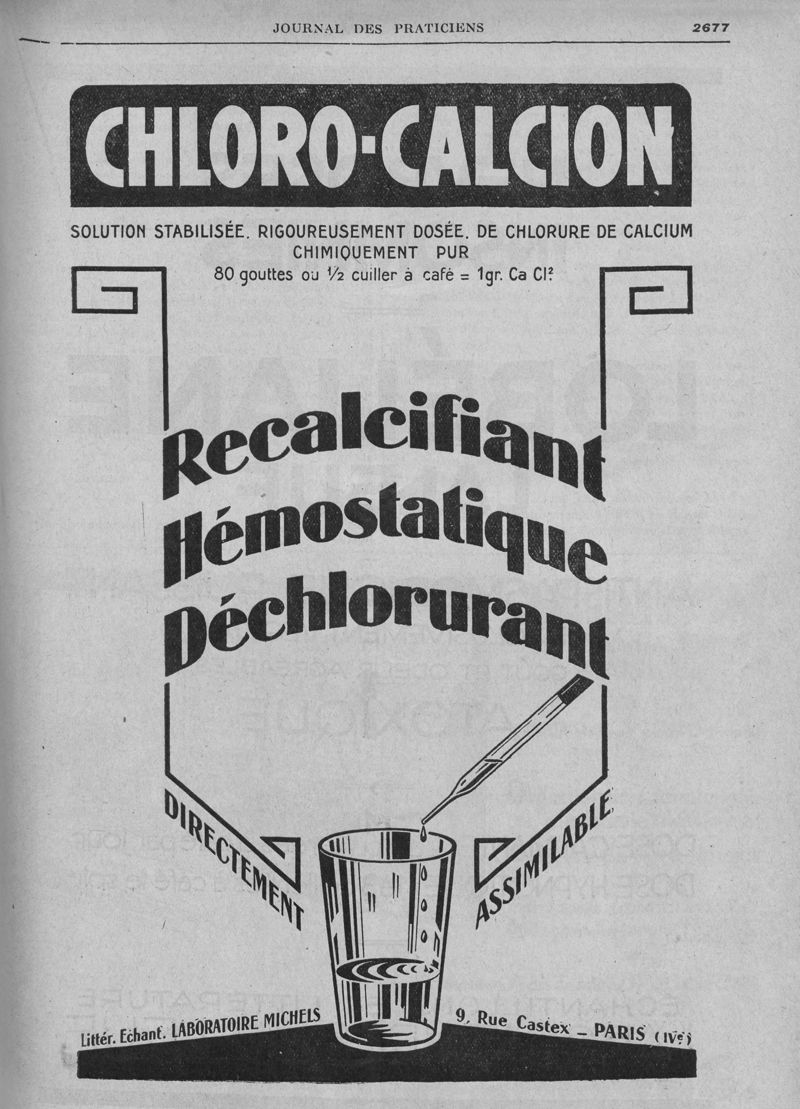 JOURNAL DES PRATICIENS 2677
CHLORO-CALCION
SOLUTION STABILISÉE, RIGOUREUSEMENT DOSÉE, DE CHLORURE DE CALCIUM
CHIMIQUEMENT PUR
80 gouttes ou ½ cuiller à café = 1gr. Ca Cl²
Recalcifiant
Hémostatique
Déchlorurant
DIRECTEMENT
ASSIMILABLE
Littér. Echant. LABORATOIRE MICHELS
9, Rue Castex _ PARIS (IVe)